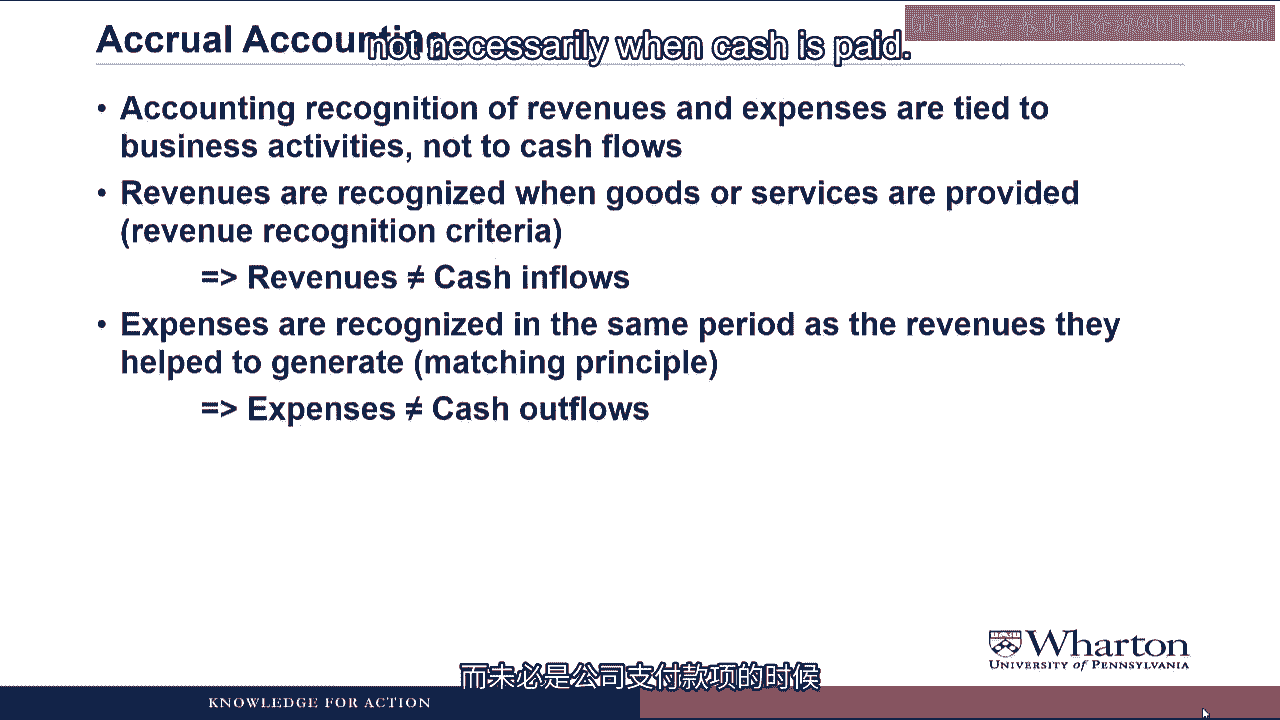 Accrual Accounting
not necessarily when cash is paid.
• Accounting recognition of revenues and expenses are tied to
business activities, not to cash flows
• Revenues are recognized when goods or services are provided
(revenue recognition criteria)
=> Revenues ≠ Cash inflows
• Expenses are recognized in the same period as the revenues they
helped to generate (matching principle)
=> Expenses ≠ Cash outflows
Wharton
UNIVERSITY of PENNSYLVANIA
而未必是公司支付款项的时候
KNOWLEDGE FOR ACTION